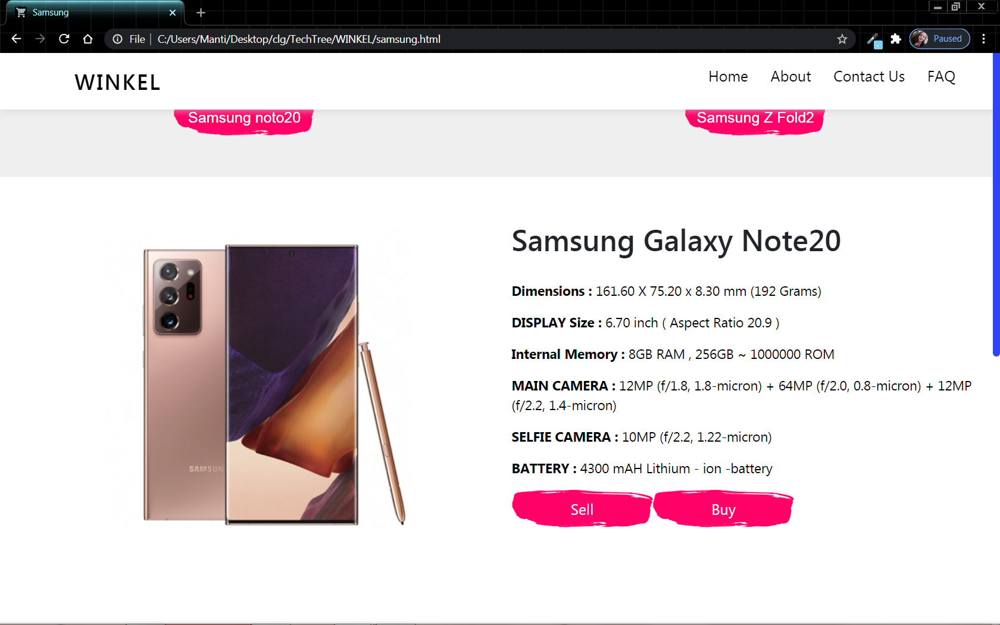 Samsung
File
C:/Users/Manti/Desktop/clg/TechTree/WINKEL/samsung.html
Paused
WINKEL
Home
About
Contact Us
FAQ
Samsung noto20
Samsung Z Fold2
Samsung Galaxy Note20
Dimensions : 161.60 X 75.20 x 8.30 mm (192 Grams)
DISPLAY Size : 6.70 inch ( Aspect Ratio 20.9 )
Internal Memory : 8GB RAM , 256GB ~ 1000000 ROM
MAIN CAMERA : 12MP (f/1.8, 1.8-micron) + 64MP (f/2.0, 0.8-micron) + 12MP
(f/2.2, 1.4-micron)
SELFIE CAMERA : 10MP (f/2.2, 1.22-micron)
BATTERY : 4300 mAH Lithium - ion -battery
SAMSUN
Sell
Buy